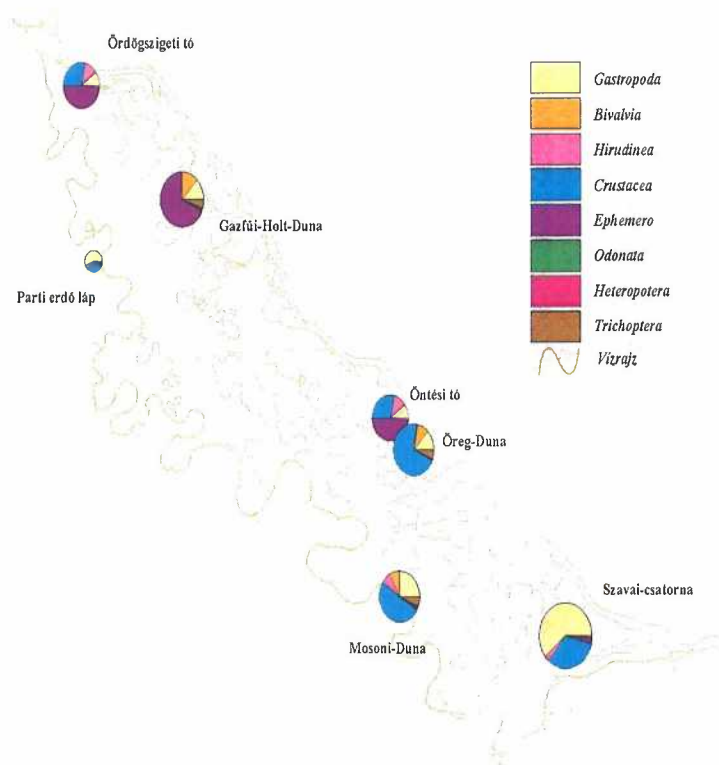 Ördögszigeti tó
Gazfűi-Holt-Duna
Parti erdő láp
Öntési tó
Öreg-Duna
Mosoni-Duna
Szavai-csatorna
Gastropoda
Bivalvia
Hirudinea
Crustacea
Ephemero
Odonata
Heteropotera
Trichoptera
Vízrajz